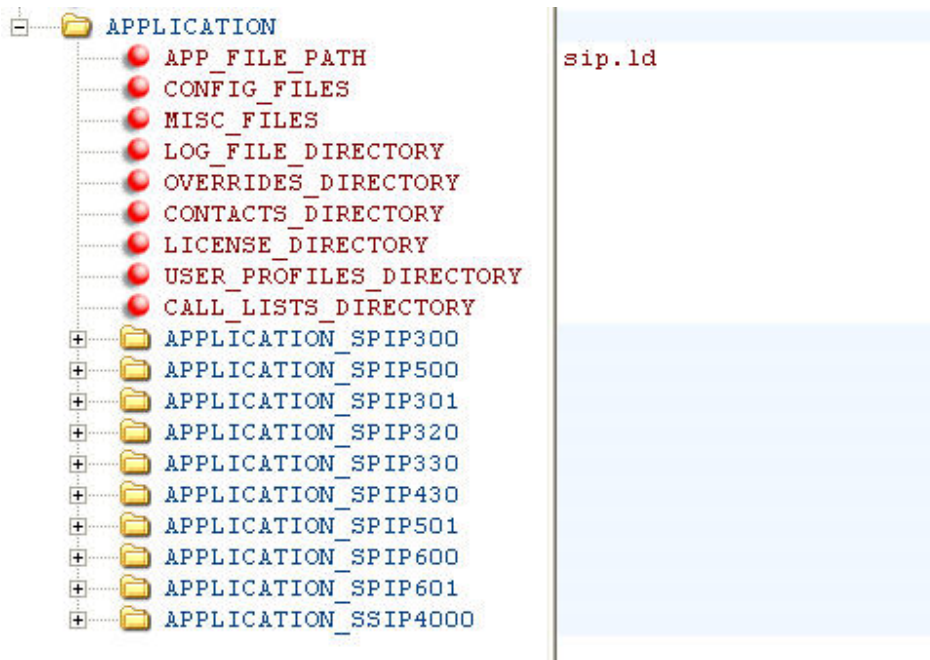 APPLICATION
APP_FILE_PATH sip.ld
CONFIG_FILES
MISC_FILES
LOG_FILE_DIRECTORY
OVERRIDES_DIRECTORY
CONTACTS_DIRECTORY
LICENSE_DIRECTORY
USER_PROFILES_DIRECTORY
CALL_LISTS_DIRECTORY
APPLICATION_SPIP300
APPLICATION_SPIP500
APPLICATION_SPIP301
APPLICATION_SPIP320
APPLICATION_SPIP330
APPLICATION_SPIP430
APPLICATION_SPIP501
APPLICATION_SPIP600
APPLICATION_SPIP601
APPLICATION_SSIP4000